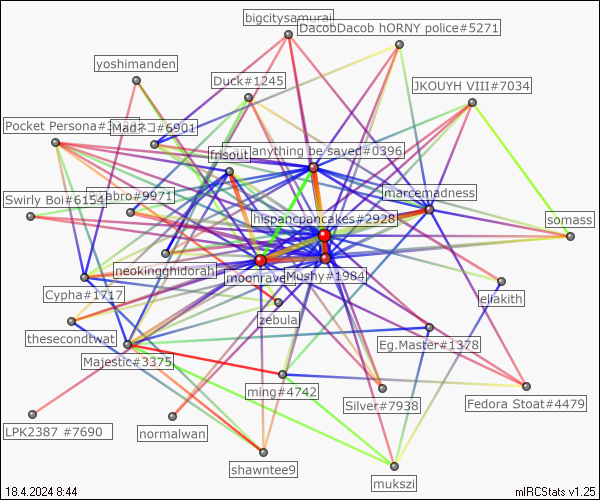 bigcitysamurai
DacobDacob hORNY police#5271
yoshimanden
Duck#1245
JKOUYH VIII#7034
Pocket Persona#
Madネコ#6901
frisout
anything be saved#0396
marcemadness
Swirly Boi#6154
abro#9971
hispancpancakes#2928
somass
neokingghidorah
moonrave
Mushy#1984
eliakith
Cypha#1717
zebula
thesecondtwat
Eg.Master#1378
Majestic#3375
ming#4742
Silver#7938
Fedora Stoat#4479
LPK2387 #7690
normalwan
shawntee9
mukszi
18.4.2024 8:44
mIRCStats v1.25